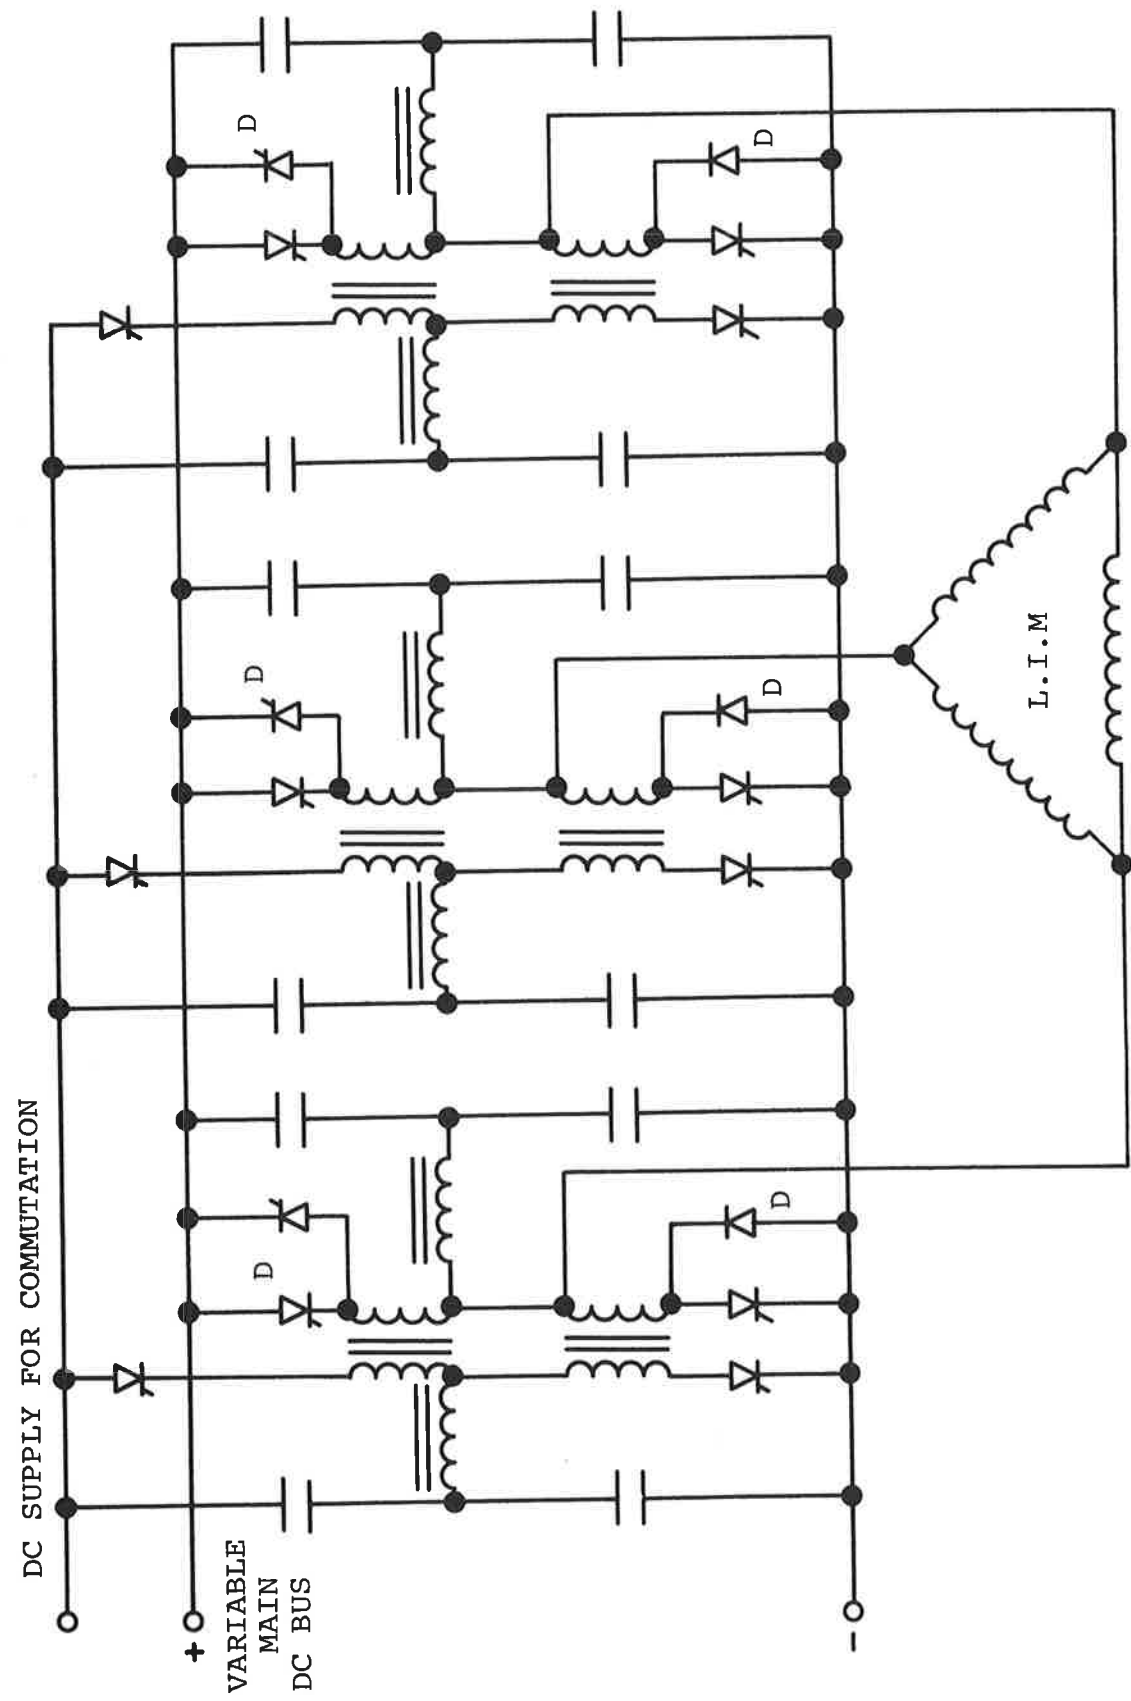 DC SUPPLY FOR COMMUTATION
+
VARIABLE
MAIN
DC BUS
-
D
D
D
D
D
D
L.I.M